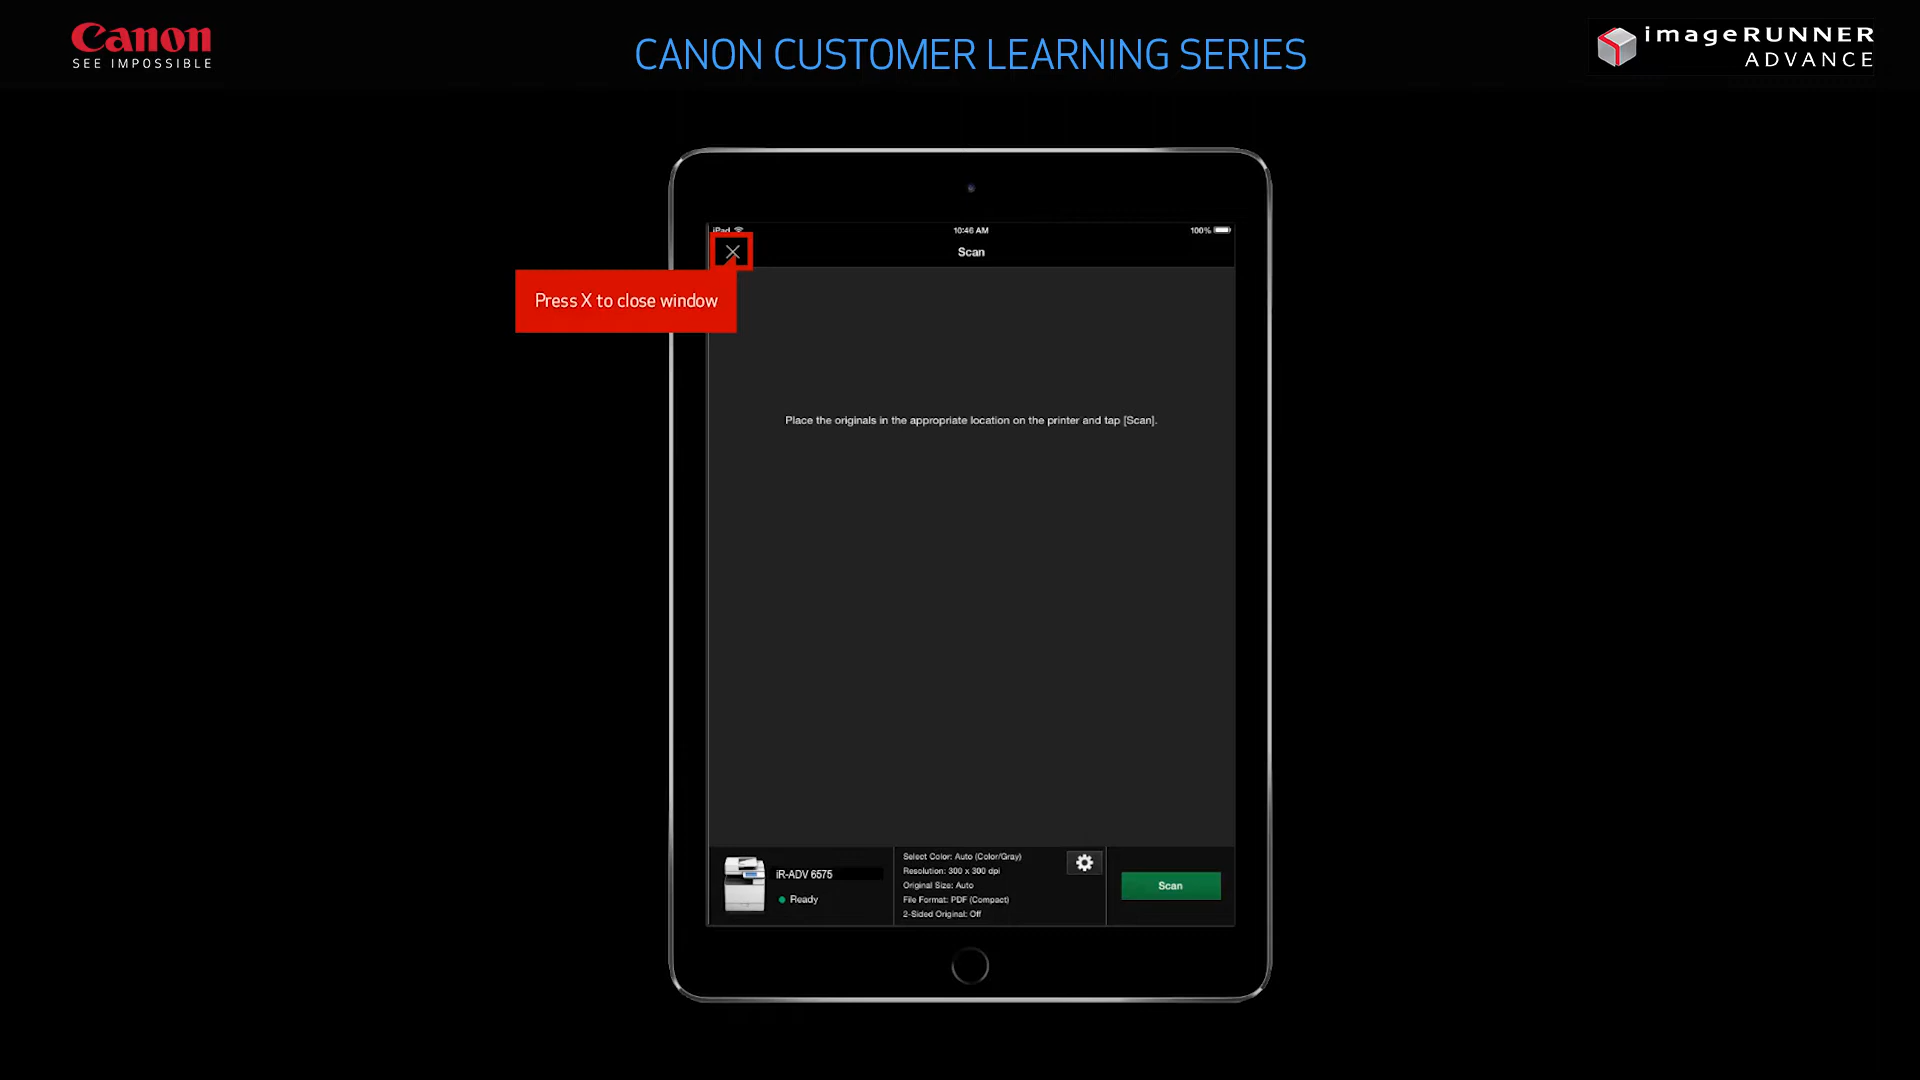 Canon
SEE IMPOSSIBLE
CANON CUSTOMER LEARNING SERIES
imageRUNNER
ADVANCE
iPad
10:46 AM
100%
Scan
Press X to close window
Place the originals in the appropriate location on the printer and tap [Scan].
iR-ADV 6575
Ready
Select Color: Auto (Color/Gray)
Resolution: 300 x 300 dpi
Original Size: Auto
File Format: PDF (Compact)
2-Sided Original: Off
Scan